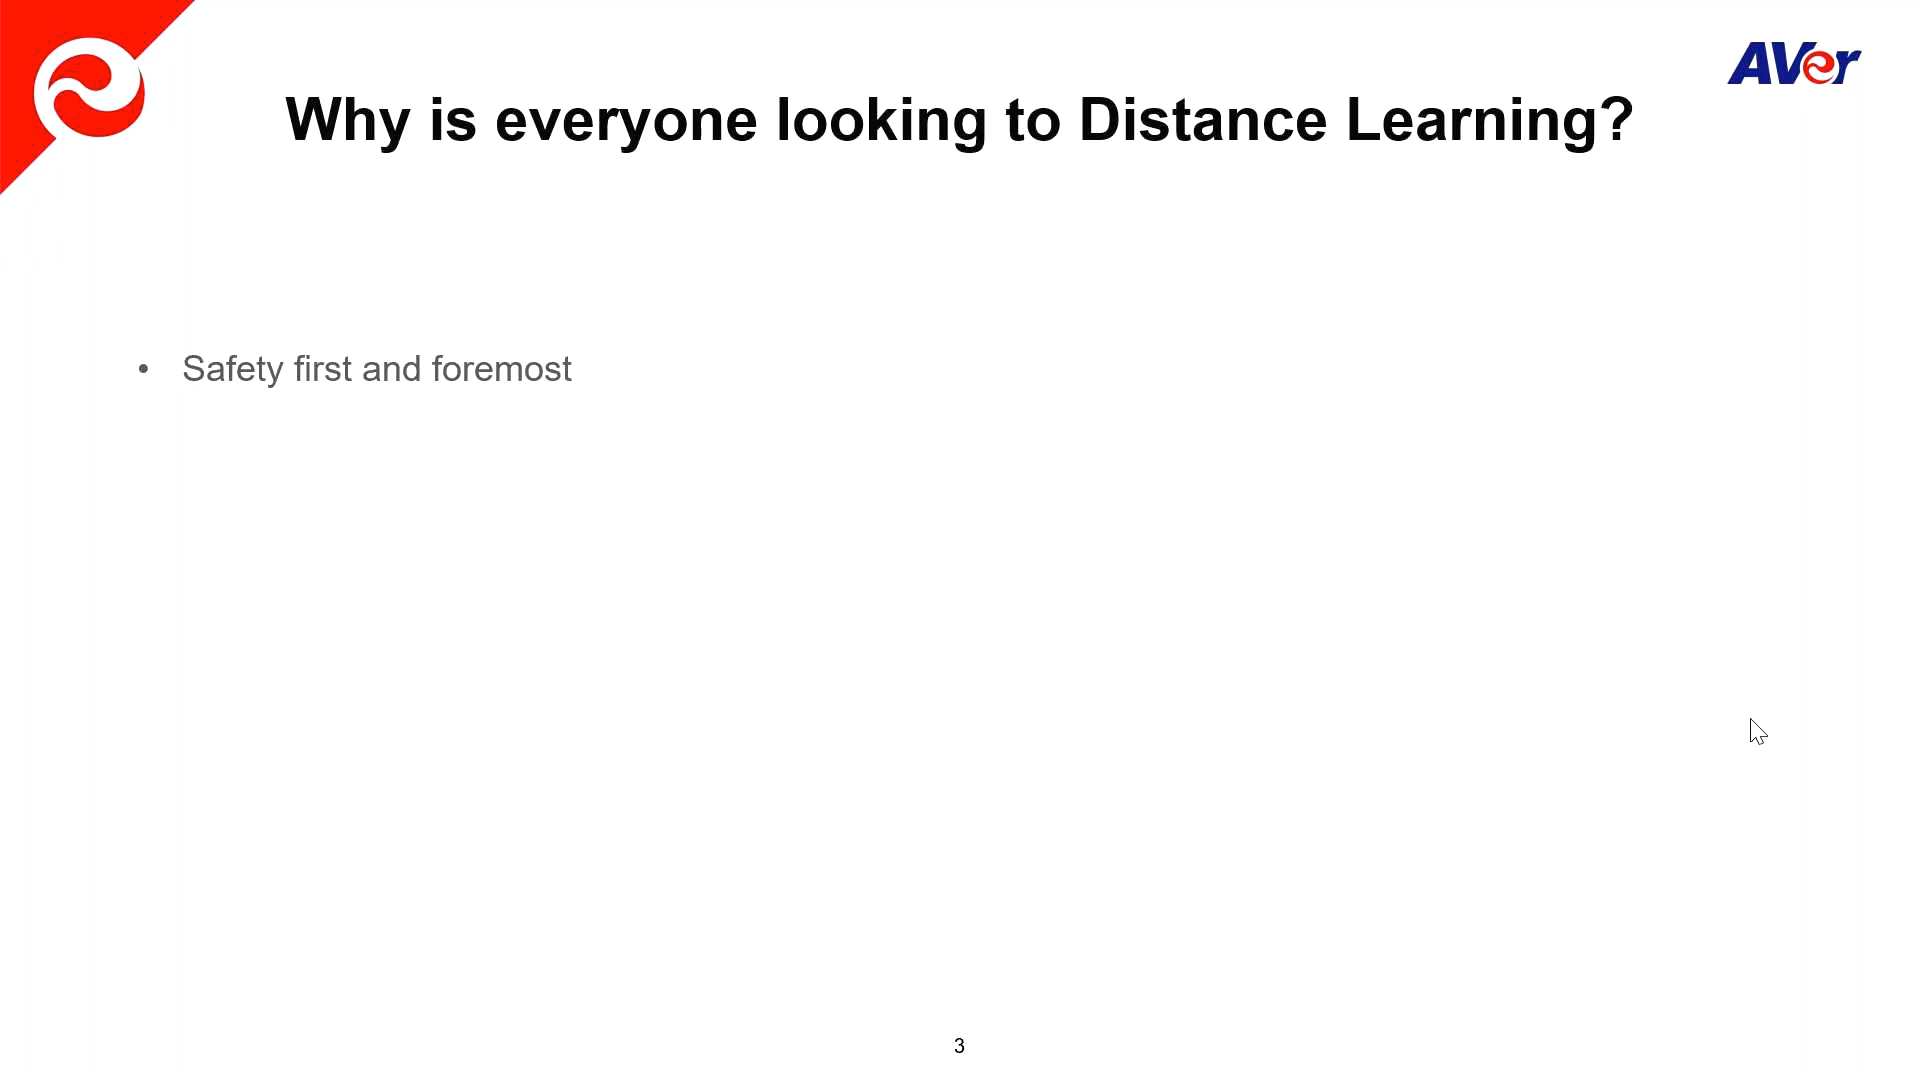 AVer
Why is everyone looking to Distance Learning?
• Safety first and foremost
3